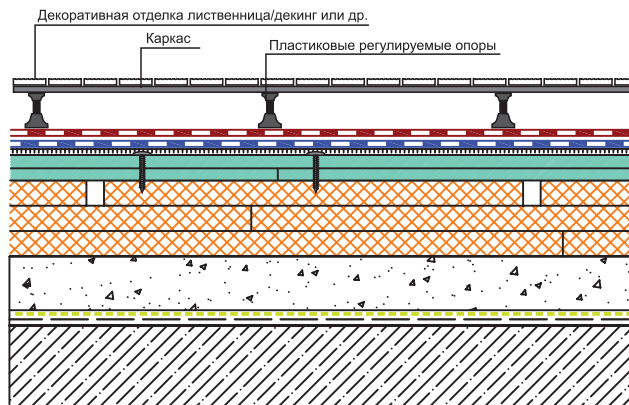 Декоративная отделка лиственница/декинг или др.
Каркас
Пластиковые регулируемые опоры